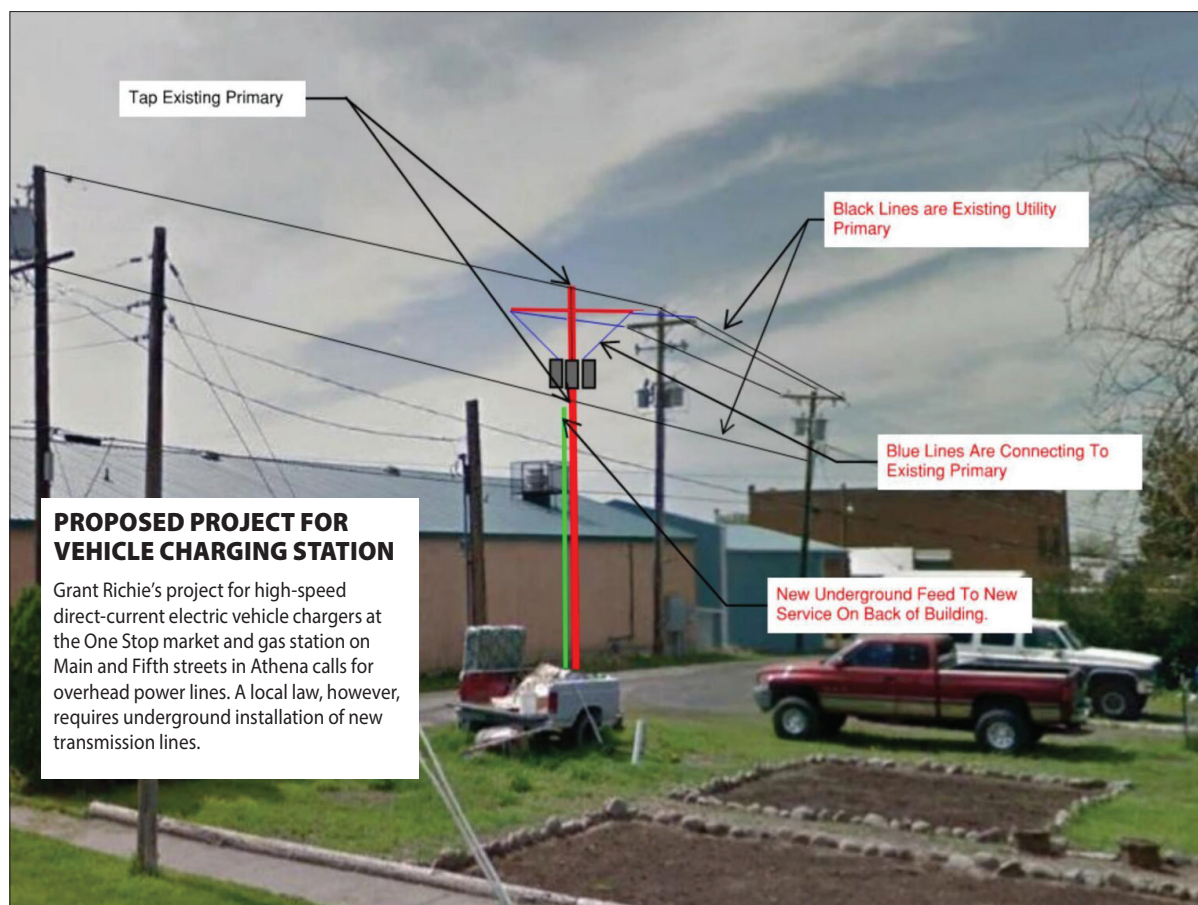 Tap Existing Primary
Black Lines are Existing Utility
Primary
Blue Lines Are Connecting To
Existing Primary
New Underground Feed To New
Service On Back of Building.
PROPOSED PROJECT FOR
VEHICLE CHARGING STATION
Grant Richie’s project for high-speed
direct-current electric vehicle chargers at
the One Stop market and gas station on
Main and Fifth streets in Athena calls for
overhead power lines. A local law, however,
requires underground installation of new
transmission lines.